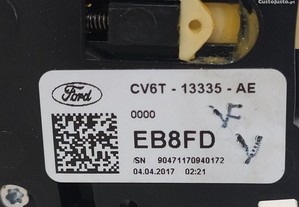 CustoJusto.pt
Ford
CV6T - 13335 - AE
0000
EB8FD
/SN 90471170940172
04.04.2017 02:21